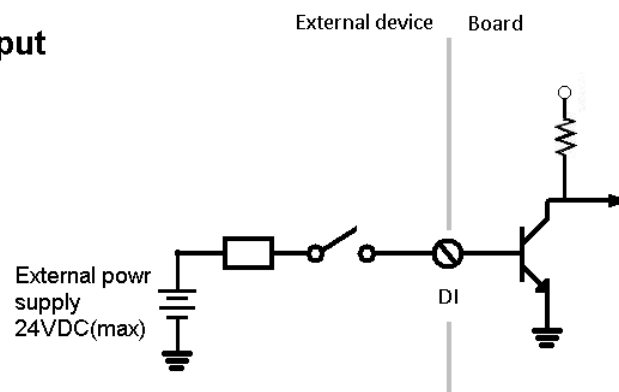 External device
Board
put
External powr
supply
24VDC(max)
DI